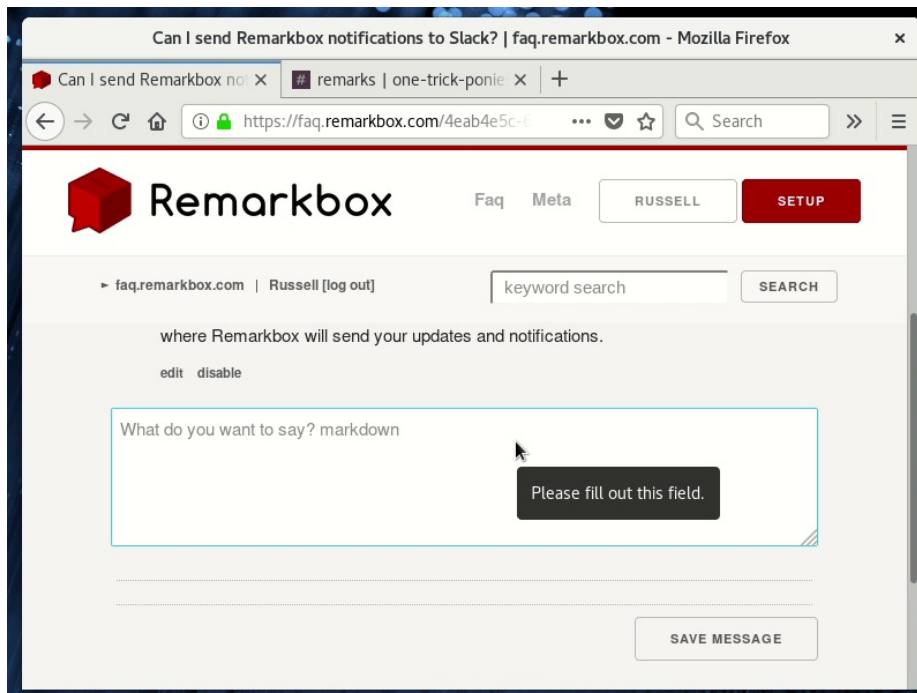 Can I send Remarkbox notifications to Slack? | faq.remarkbox.com - Mozilla Firefox
Can I send Remarkbox not
# remarks | one-trick-ponie
https://faq.remarkbox.com/4eab4e5c-6
Search
Remarkbox
Faq
Meta
RUSSELL
SETUP
faq.remarkbox.com | Russell [log out]
keyword search
SEARCH
where Remarkbox will send your updates and notifications.
edit disable
What do you want to say? markdown
Please fill out this field.
SAVE MESSAGE